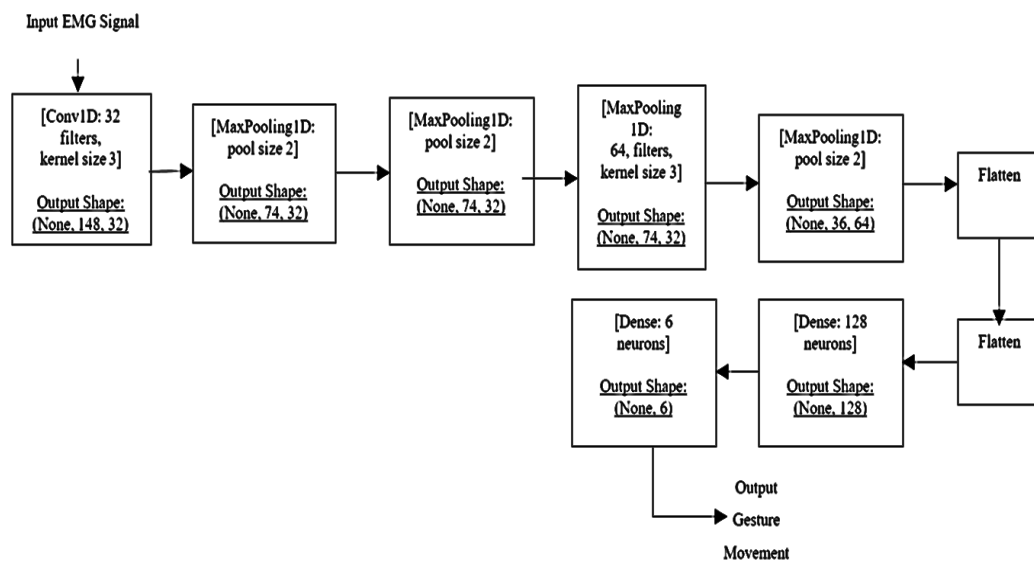 Input EMG Signal
[Conv1D: 32
filters,
kernel size 3]
Output Shape:
(None, 148, 32)
[MaxPooling1D:
pool size 2]
Output Shape:
(None, 74, 32)
[MaxPooling1D:
pool size 2]
Output Shape:
(None, 74, 32)
[MaxPooling
1D:
64, filters,
kernel size 3]
Output Shape:
(None, 74, 32)
[MaxPooling1D:
pool size 2]
Output Shape:
(None, 36, 64)
Flatten
Flatten
[Dense: 128
neurons]
Output Shape:
(None, 128)
[Dense: 6
neurons]
Output Shape:
(None, 6)
Output
Gesture
Movement